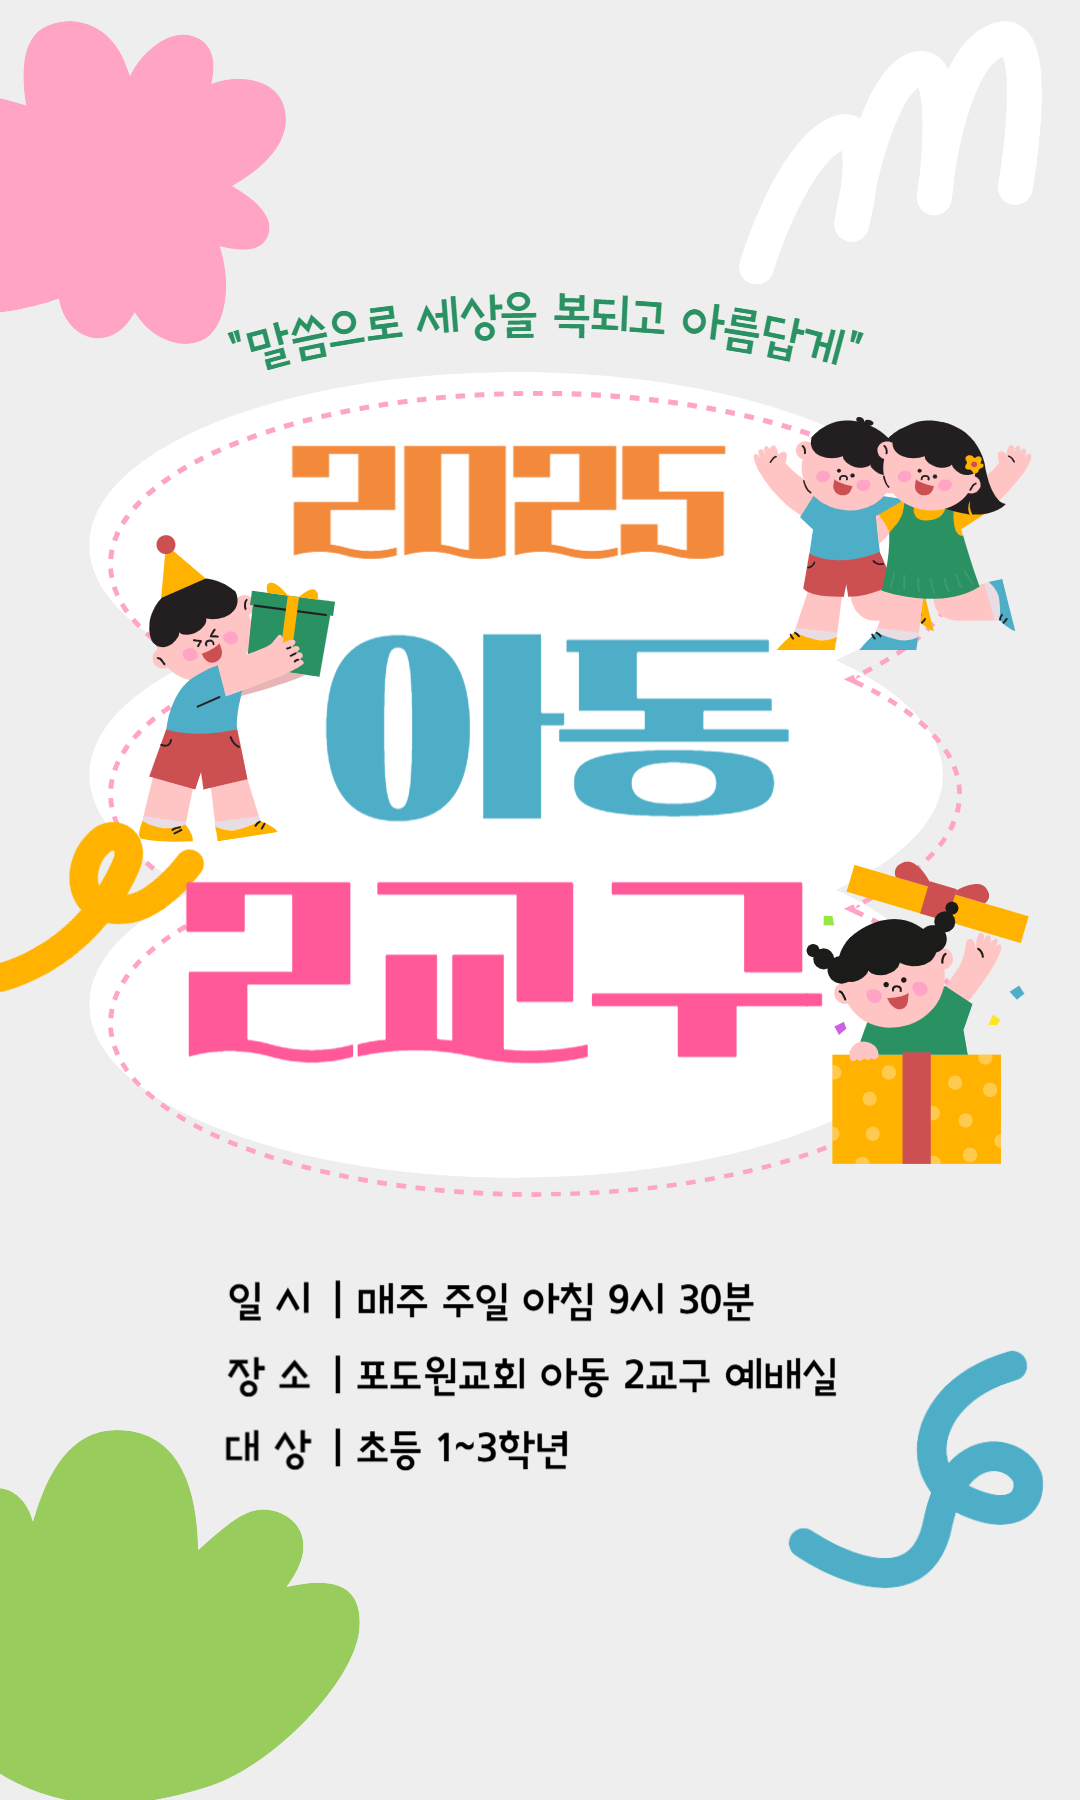 "말씀으로 세상을 복되고 아름답게"
2025
아동
2교구
일 시 | 매주 주일 아침 9시 30분
장 소 | 포도원교회 아동 2교구 예배실
대 상 | 초등 1~3학년